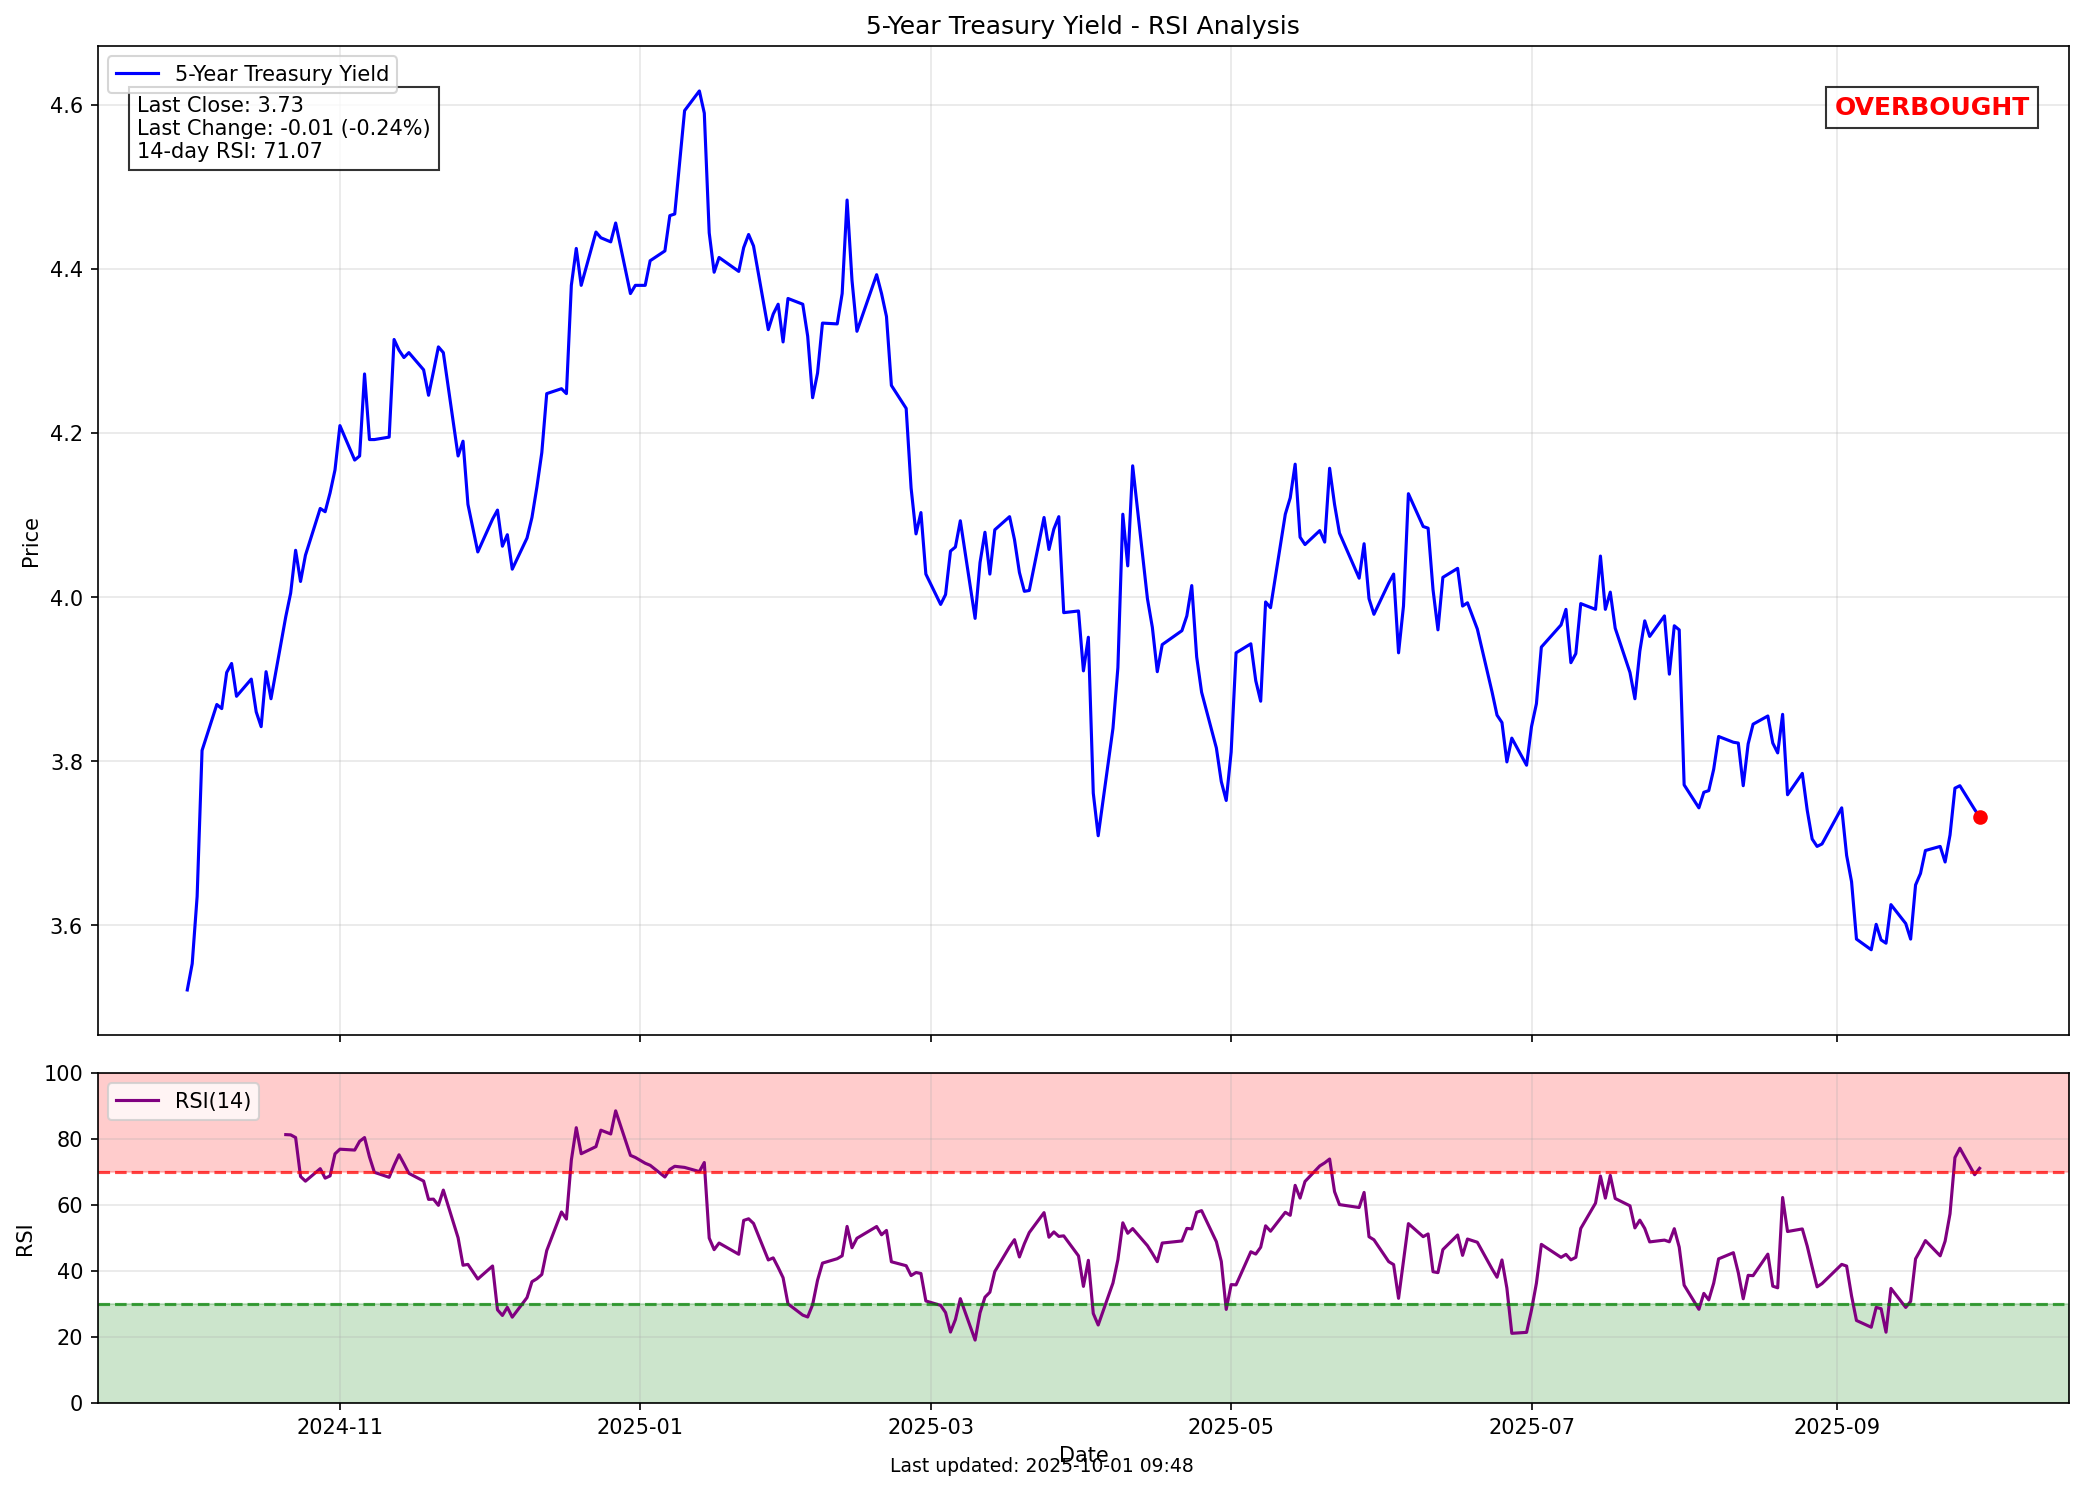 5-Year Treasury Yield - RSI Analysis
5-Year Treasury Yield
Last Close: 3.73
Last Change: -0.01 (-0.24%)
14-day RSI: 71.07
OVERBOUGHT
4.6
4.4
4.2
4.0
3.8
3.6
Price
RSI(14)
100
80
60
40
20
0
RSI
2024-11
2025-01
2025-03
2025-05
2025-07
2025-09
Date
Last updated: 2025-10-01 09:48